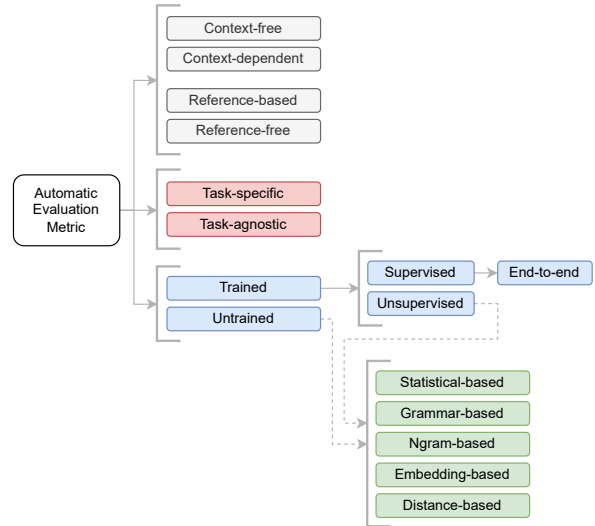 Context-free
Context-dependent
Reference-based
Reference-free
Automatic
Evaluation
Metric
Task-specific
Task-agnostic
Trained
Untrained
Supervised
End-to-end
Unsupervised
Statistical-based
Grammar-based
Ngram-based
Embedding-based
Distance-based